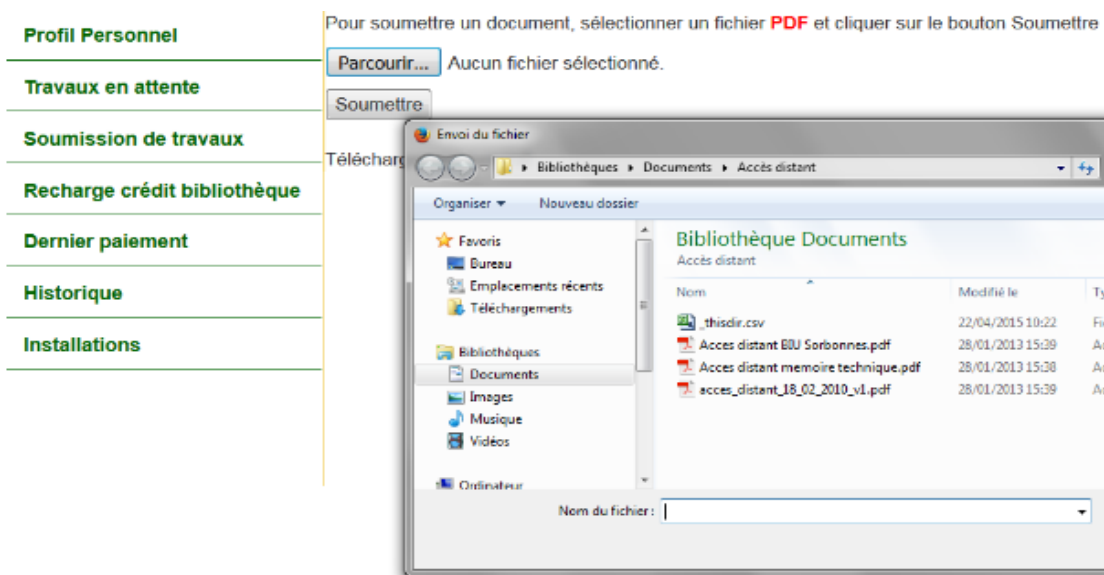 Profil Personnel
Travaux en attente
Soumission de travaux
Recharge crédit bibliothèque
Dernier paiement
Historique
Installations
Pour soumettre un document, sélectionner un fichier PDF et cliquer sur le bouton Soumettre
Parcourir... Aucun fichier sélectionné.
Soumettre
Télécharg
Envoi du fichier
Bibliothèques Documents Accès distant
Organiser Nouveau dossier
Favoris
Bureau
Emplacements récents
Téléchargements
Bibliothèques
Documents
Images
Musique
Vidéos
Ordinateur
Bibliothèque Documents
Accès distant
Nom Modifié le Ty
_thisdir.csv 22/04/2015 10:22 Fic
Acces distant BIU Sorbonnes.pdf 28/01/2013 15:39 Ad
Acces distant memoire technique.pdf 28/01/2013 15:38 Ad
acces_distant_18_02_2010_v1.pdf 28/01/2013 15:39 Ad
Nom du fichier :